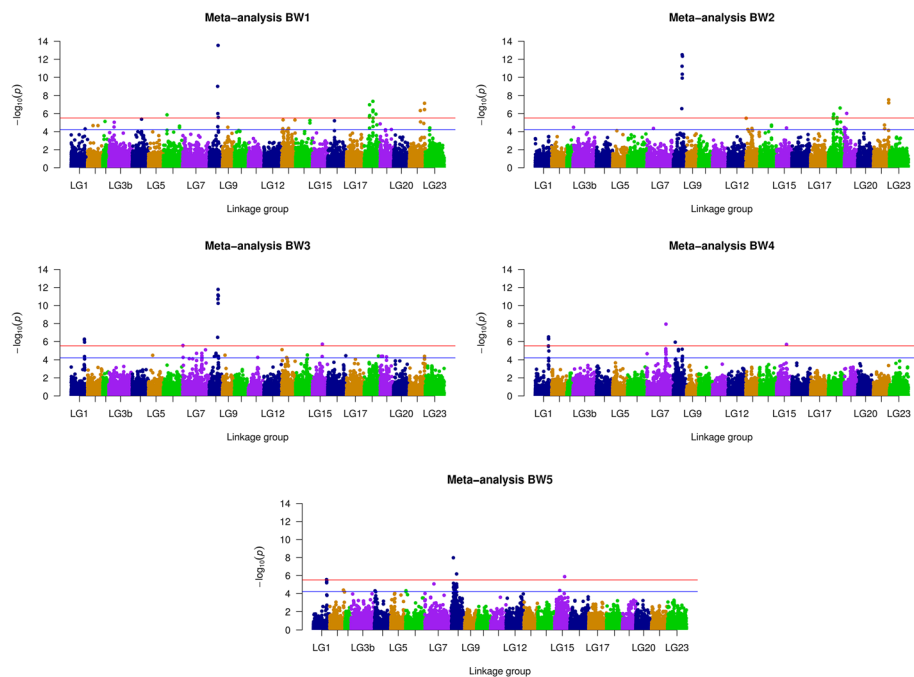 Meta−analysis BW1
−log10(p)
14
12
10
8
6
4
2
0
LG1 LG3b LG5 LG7 LG9 LG12 LG15 LG17 LG20 LG23
Linkage group
Meta−analysis BW2
−log10(p)
14
12
10
8
6
4
2
0
LG1 LG3b LG5 LG7 LG9 LG12 LG15 LG17 LG20 LG23
Linkage group
Meta−analysis BW3
−log10(p)
14
12
10
8
6
4
2
0
LG1 LG3b LG5 LG7 LG9 LG12 LG15 LG17 LG20 LG23
Linkage group
Meta−analysis BW4
−log10(p)
14
12
10
8
6
4
2
0
LG1 LG3b LG5 LG7 LG9 LG12 LG15 LG17 LG20 LG23
Linkage group
Meta−analysis BW5
−log10(p)
14
12
10
8
6
4
2
0
LG1 LG3b LG5 LG7 LG9 LG12 LG15 LG17 LG20 LG23
Linkage group